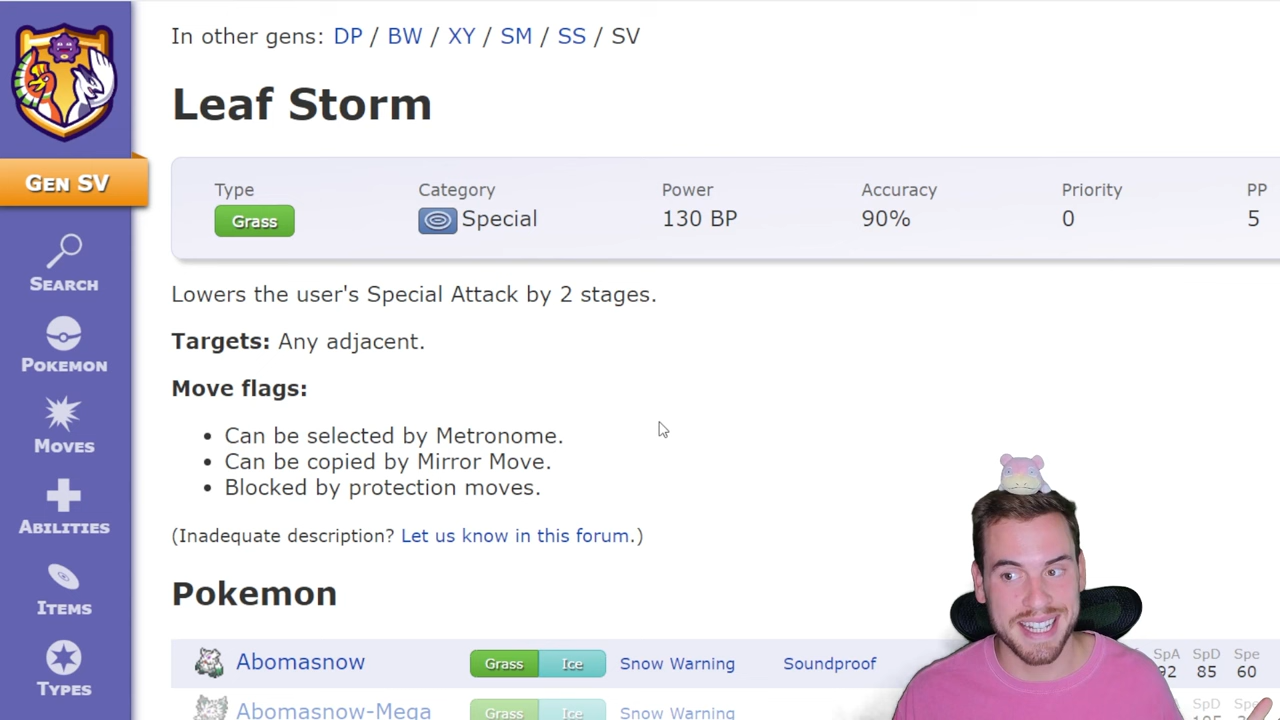 In other gens: DP / BW / XY / SM / SS / SV
Leaf Storm
GEN SV
Type Category Power Accuracy Priority PP
Grass Special 130 BP 90% 0 5
SEARCH
Lowers the user's Special Attack by 2 stages.
Targets: Any adjacent.
POKEMON
Move flags:
• Can be selected by Metronome.
MOVES
• Can be copied by Mirror Move.
• Blocked by protection moves.
ABILITIES
(Inadequate description? Let us know in this forum.)
Pokemon
ITEMS
Abomasnow Grass Ice Snow Warning Soundproof
SpA SpD Spe
92 85 60
TYPES
Abomasnow-Mega Grass Ice Snow Warning
SpD Spe